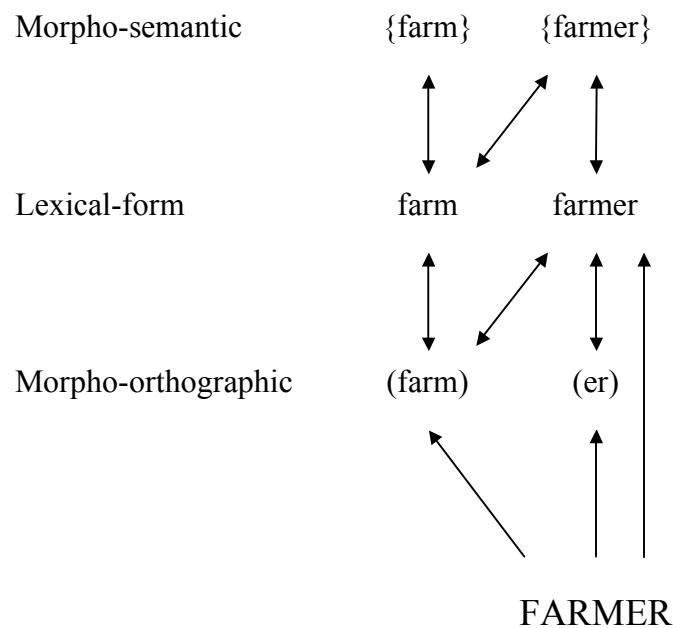 Morpho-semantic {farm} {farmer}
Lexical-form farm farmer
Morpho-orthographic (farm) (er)
FARMER